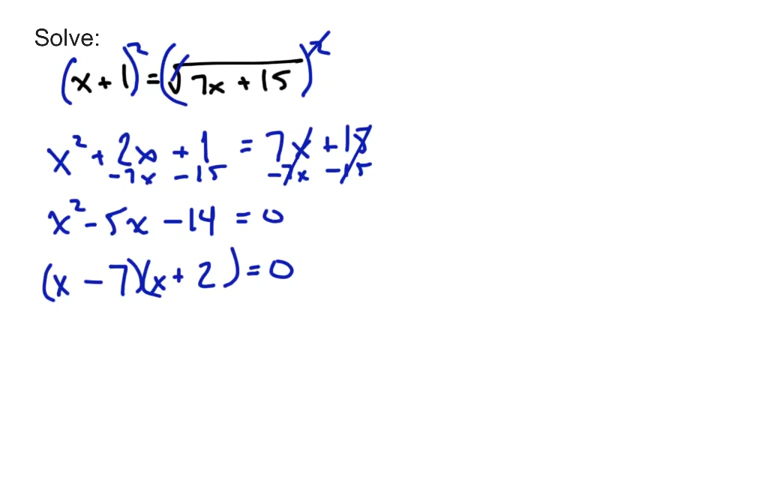 Solve:
(x + 1)² = (√7x + 15)²
x² + 2x + 1 = 7x + 15
-7x -15 -7x -15
x² - 5x - 14 = 0
(x - 7)(x + 2) = 0